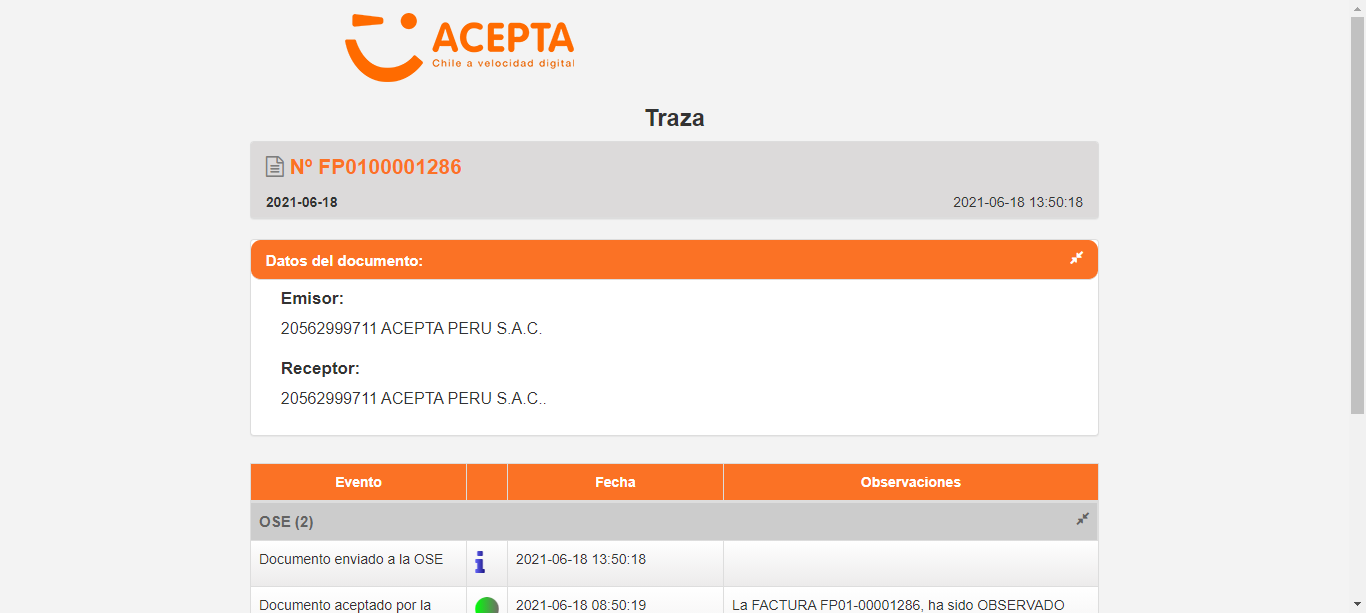 ACEPTA
Chile a velocidad digital
Traza
Nº FP0100001286
2021-06-18 2021-06-18 13:50:18
Datos del documento:
Emisor:
20562999711 ACEPTA PERU S.A.C.
Receptor:
20562999711 ACEPTA PERU S.A.C..
Evento Fecha Observaciones
OSE (2)
Documento enviado a la OSE 2021-06-18 13:50:18
Documento aceptado por la 2021-06-18 08:50:19 La FACTURA FP01-00001286, ha sido OBSERVADO